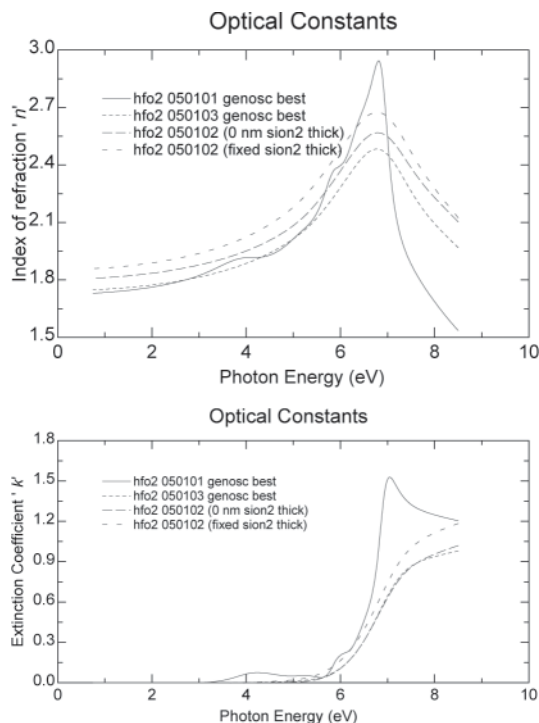 Optical Constants
3.0
2.7
2.4
2.1
1.8
1.5
Index of refraction ' n'
hfo2 050101 genosc best
hfo2 050103 genosc best
hfo2 050102 (0 nm sion2 thick)
hfo2 050102 (fixed sion2 thick)
0 2 4 6 8 10
Photon Energy (eV)
Optical Constants
1.8
1.5
1.2
0.9
0.6
0.3
0.0
Extinction Coefficient ' k'
hfo2 050101 genosc best
hfo2 050103 genosc best
hfo2 050102 (0 nm sion2 thick)
hfo2 050102 (fixed sion2 thick)
0 2 4 6 8 10
Photon Energy (eV)